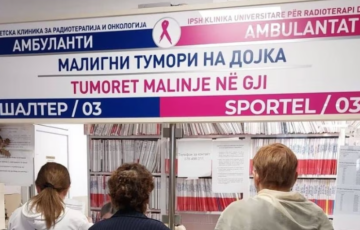 ЕТСКА КЛИНИКА ЗА РАДИОТЕРАПИЈА И ОНКОЛОГИЈА
IPSH KLINIKA UNIVERSITARE PËR RADIOTERAPI D
АМБУЛАНТИ
AMBULANTAT
МАЛИГНИ ТУМОРИ НА ДОЈКА
TUMORET MALINJE NË GJI
ШАЛТЕР / 03
SPORTEL / 03